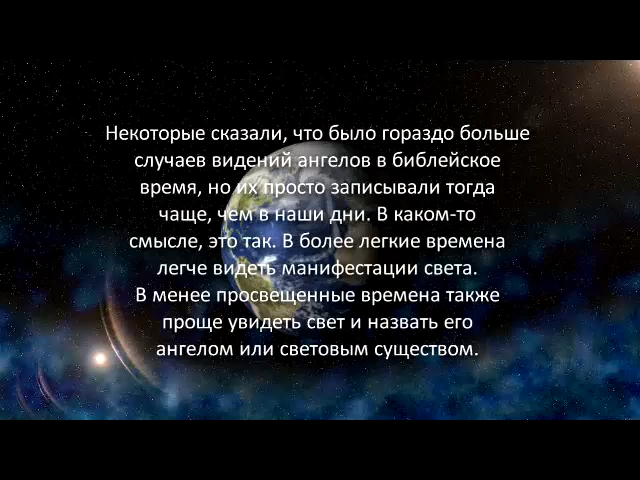 Некоторые сказали, что было гораздо больше
случаев видений ангелов в библейское
время, но их просто записывали тогда
чаще, чем в наши дни. В каком-то
смысле, это так. В более легкие времена
легче видеть манифестации света.
В менее просвещенные времена также
проще увидеть свет и назвать его
ангелом или световым существом.